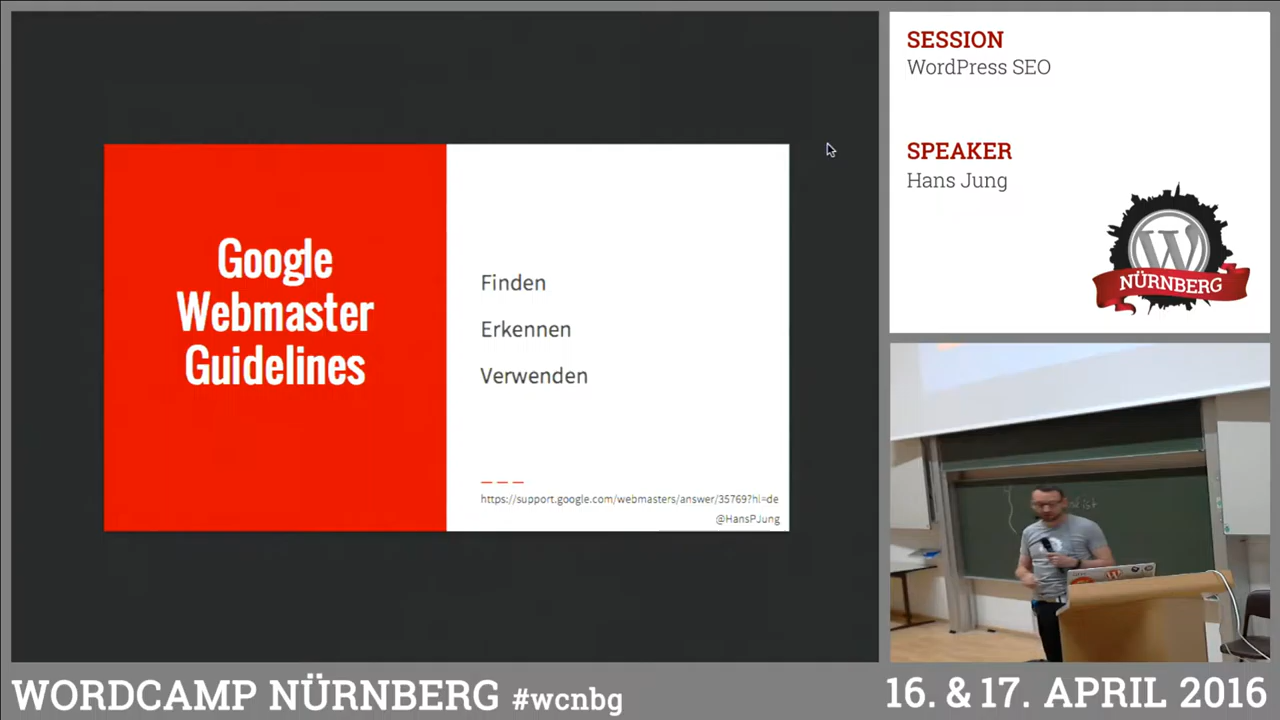 Google
Webmaster
Guidelines
Finden
Erkennen
Verwenden
https://support.google.com/webmasters/answer/35769?hl=de
@HansPJung
SESSION
WordPress SEO
SPEAKER
Hans Jung
W
NÜRNBERG
WORDCAMP NÜRNBERG #wcnbg
16. & 17. APRIL 2016